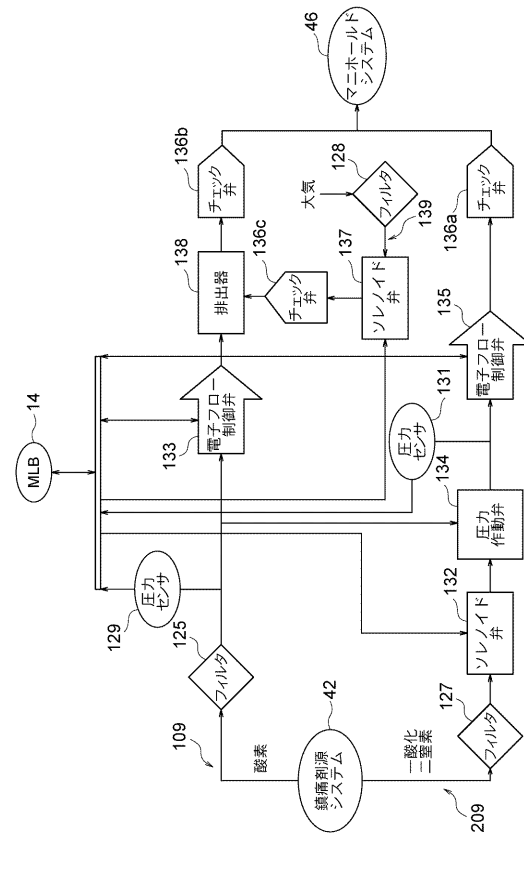 209
鎮痛剤源
システム
42
109
一酸化
二窒素
酸素
フィルタ
127
フィルタ
125
129
圧力
センサ
14
MLB
ソレノイド
弁
132
圧力
作動弁
134
圧力
センサ
131
133
電子フロー
制御弁
電子フロー
制御弁
135
ソレノイド
弁
137
139
チェック
弁
136c
排出器
138
大気
フィルタ
128
136a
チェック
弁
チェック
弁
136b
マニホールド
システム
46